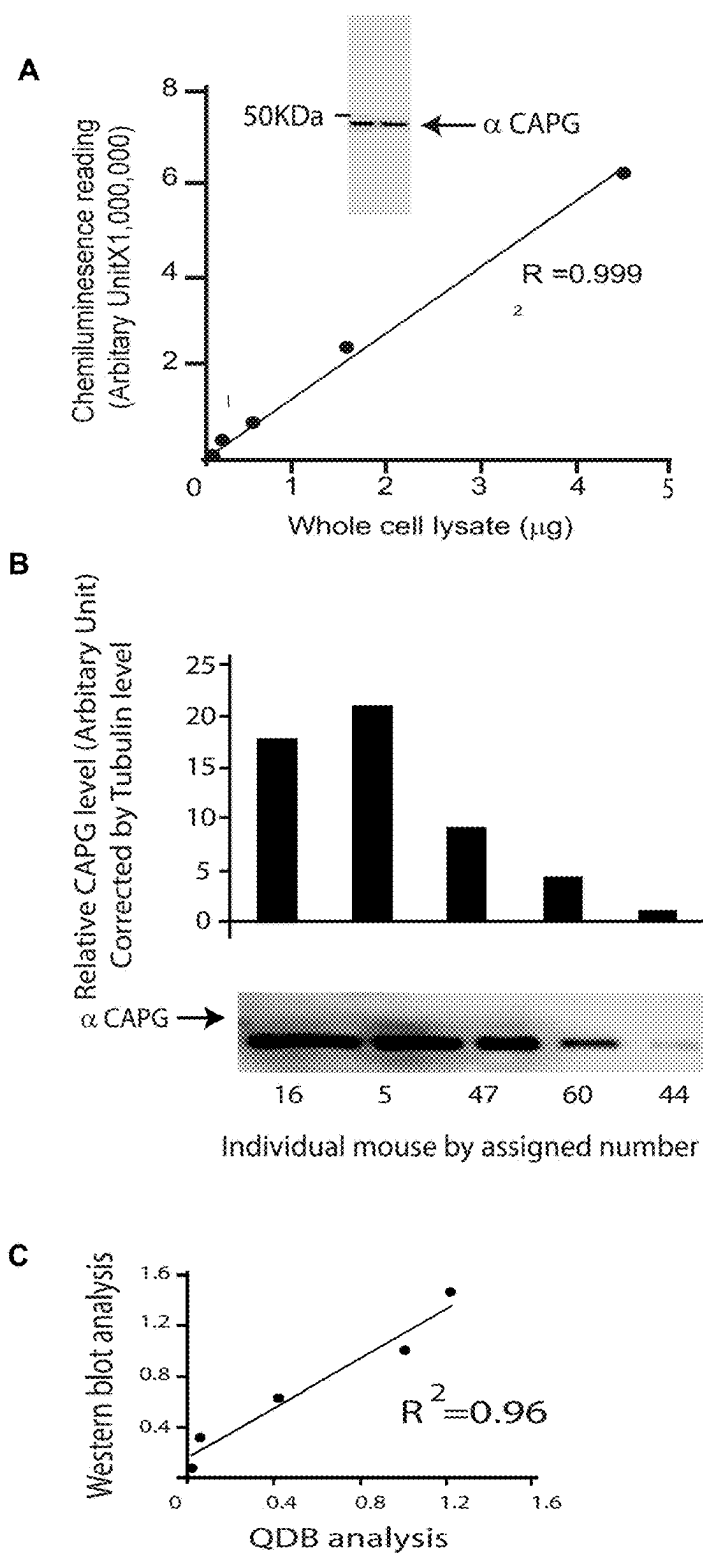 A
Chemiluminesence reading
(Arbitary UnitX1,000,000)
8
6
4
2
50KDa
α CAPG
R =0.999
2
0 1 2 3 4 5
Whole cell lysate (μg)
B
Relative CAPG level (Arbitary Unit)
Corrected by Tubulin level
25
20
15
10
5
0
α CAPG
16 5 47 60 44
Individual mouse by assigned number
C
Western blot analysis
1.6
1.2
0.8
0.4
R2=0.96
0 0.4 0.8 1.2 1.6
QDB analysis